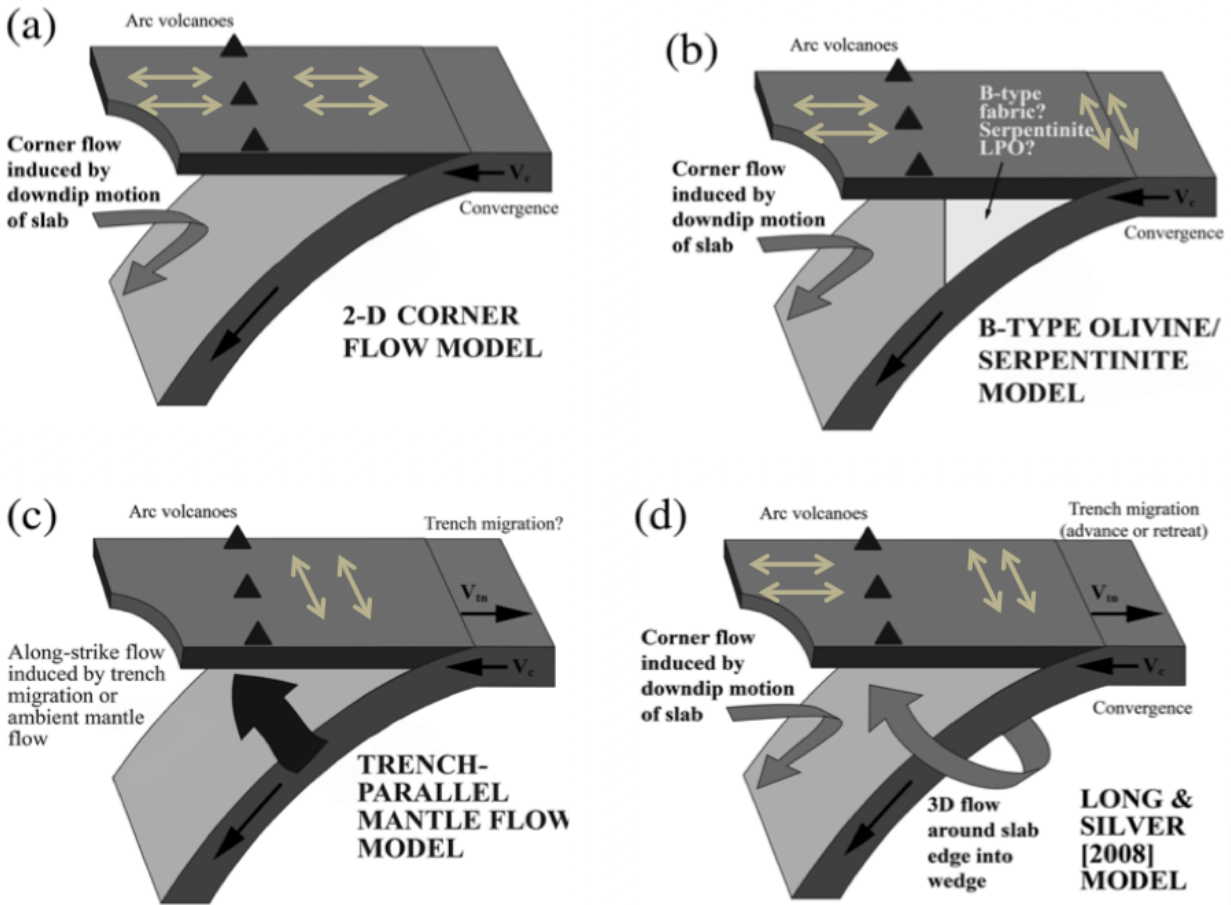 (a)
Arc volcanoes
Corner flow
induced by
downdip motion
of slab
Vc
Convergence
2-D CORNER
FLOW MODEL
(b)
Arc volcanoes
B-type
fabric?
Serpentinite
LPO?
Corner flow
induced by
downdip motion
of slab
Vc
Convergence
B-TYPE OLIVINE/
SERPENTINITE
MODEL
(c)
Arc volcanoes
Trench migration?
Vtn
Vc
Along-strike flow
induced by trench
migration or
ambient mantle
flow
TRENCH-
PARALLEL
MANTLE FLOW
MODEL
(d)
Arc volcanoes
Trench migration
(advance or retreat)
Vtn
Corner flow
induced by
downdip motion
of slab
Vc
Convergence
3D flow
around slab
edge into
wedge
LONG &
SILVER
[2008]
MODEL